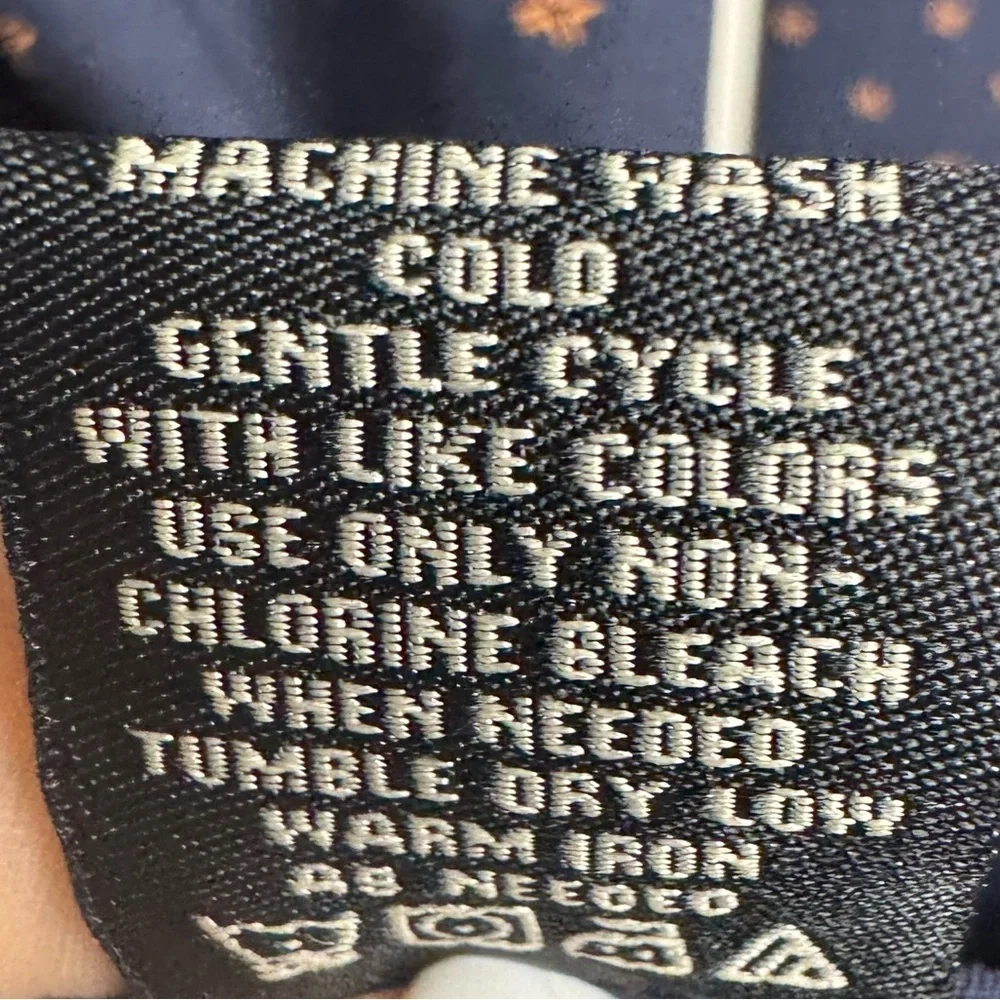 MACHINE WASH
COLD
GENTLE CYCLE
WITH LIKE COLORS
USE ONLY NON-
CHLORINE BLEACH
WHEN NEEDED
TUMBLE DRY LOW
WARM IRON
AS NEEDED